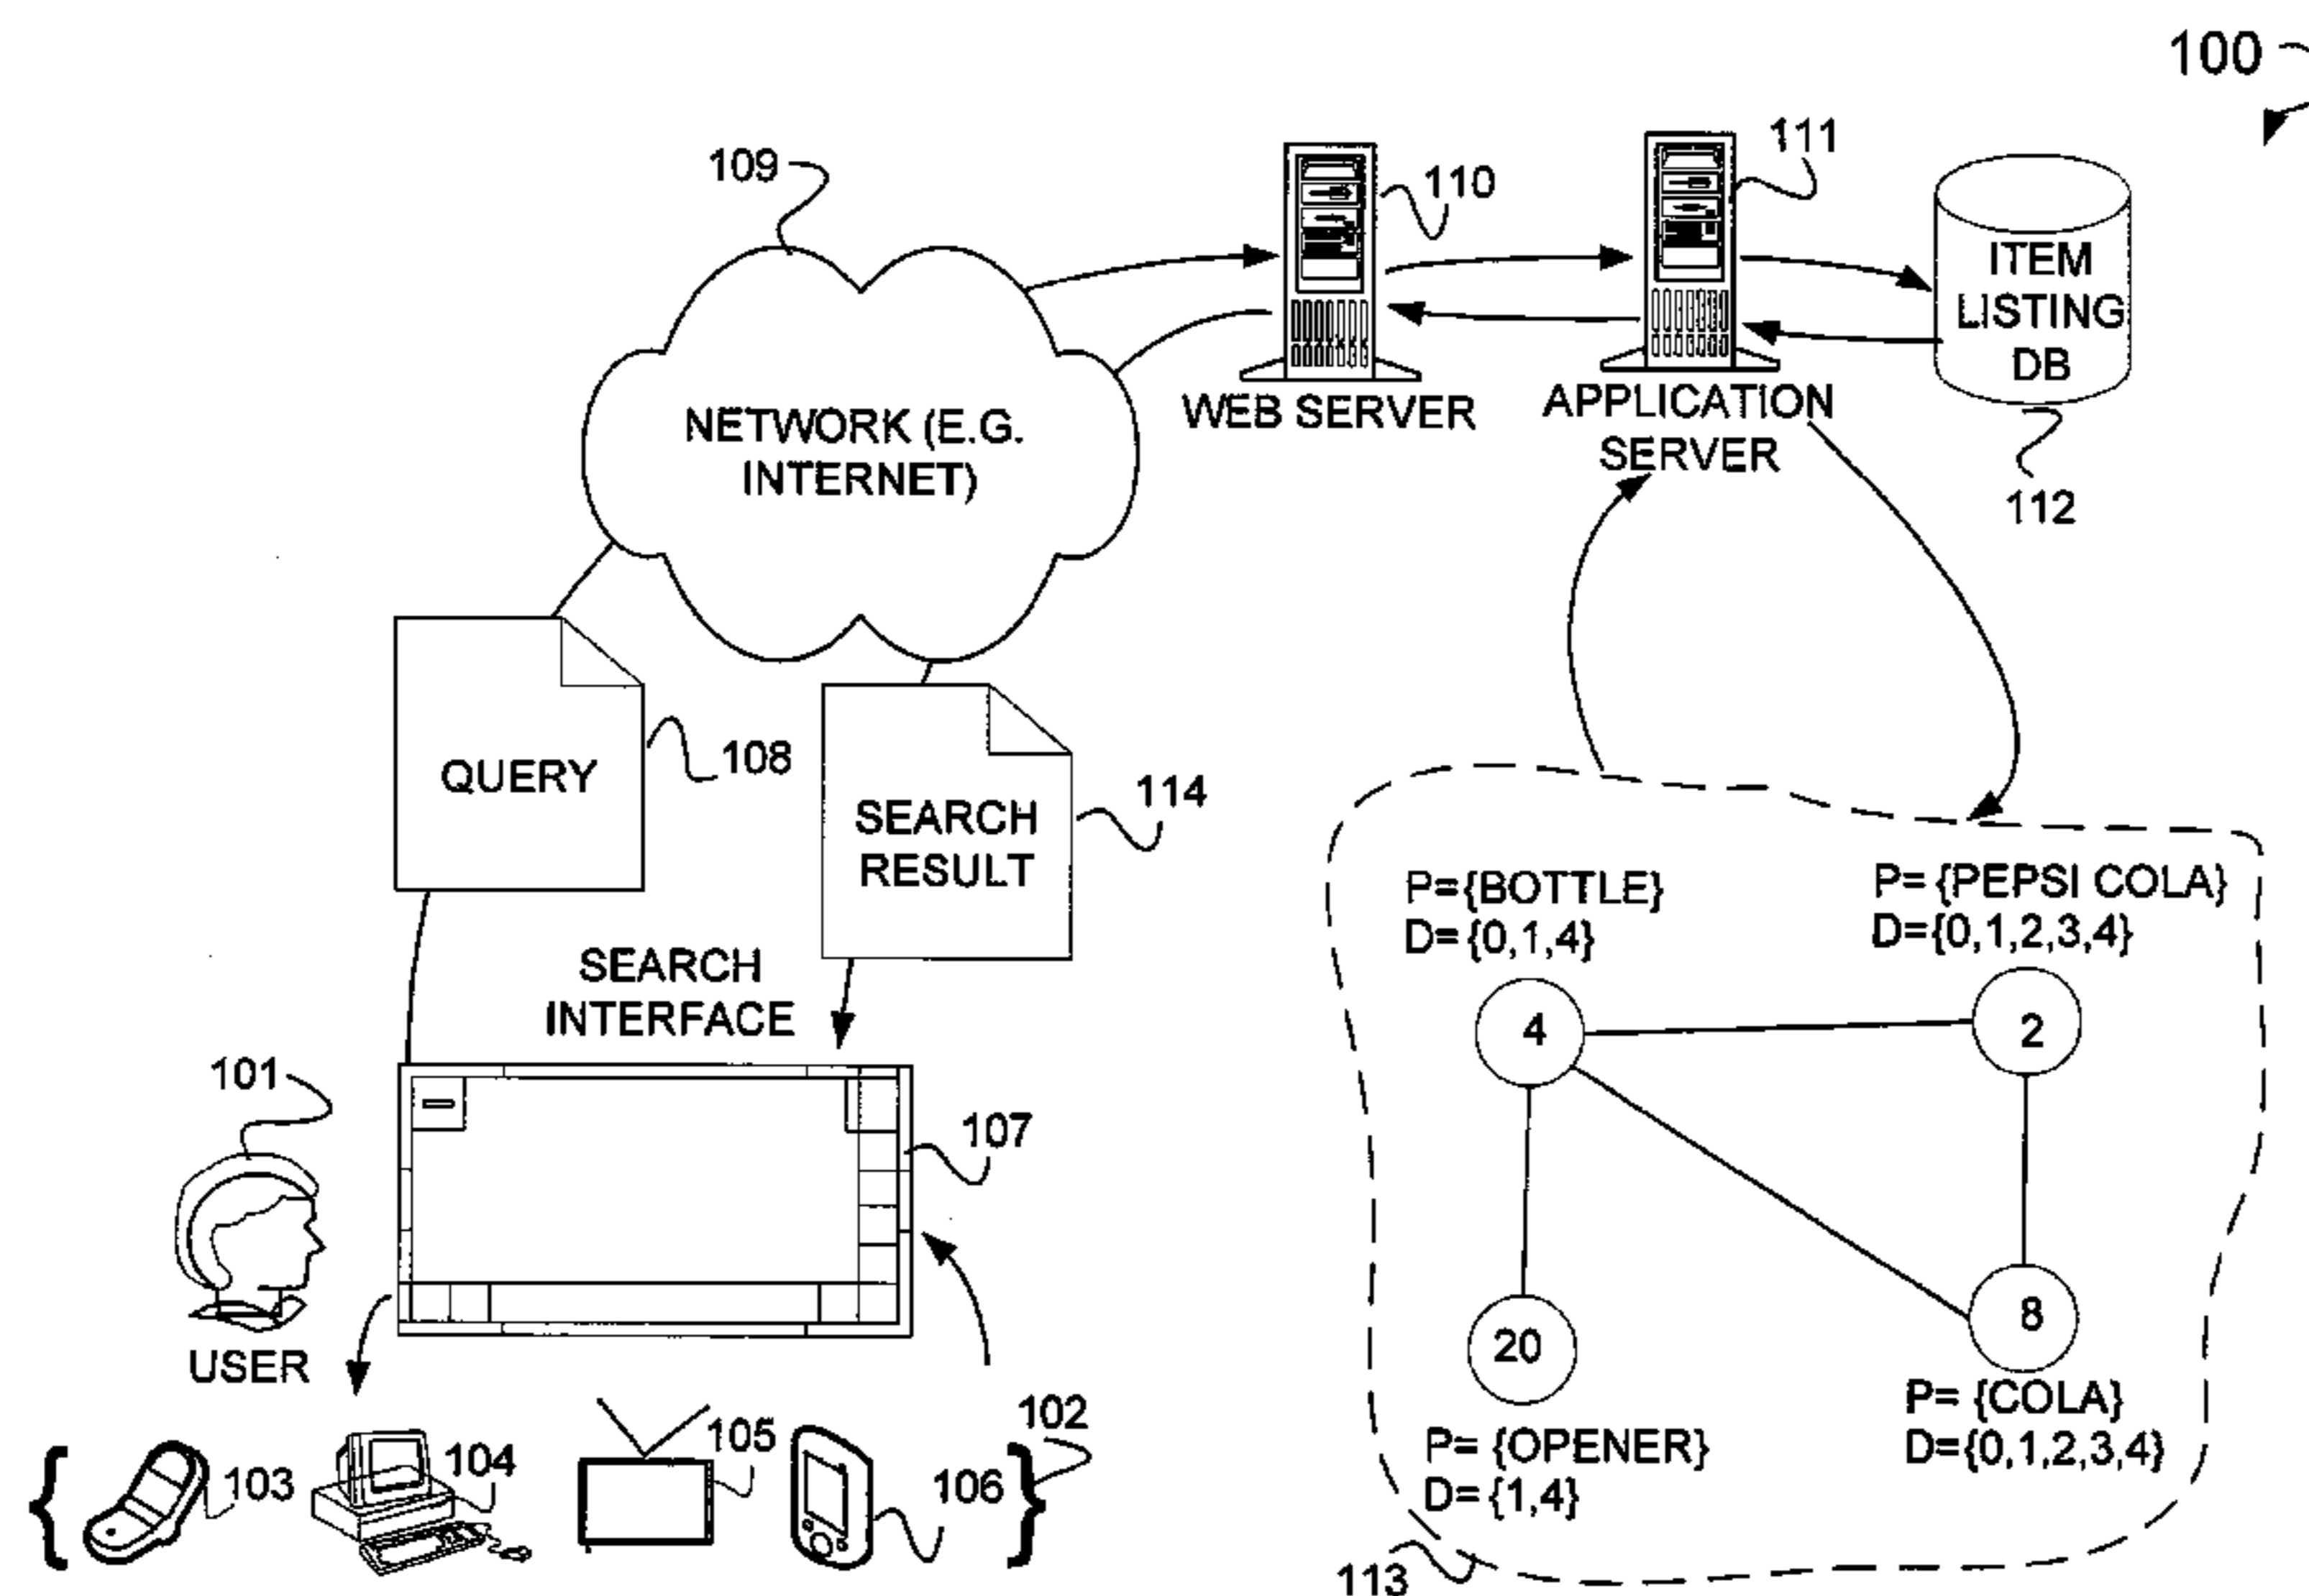 100
109
110
111
ITEM
LISTING
DB
112
WEB SERVER
APPLICATION
SERVER
NETWORK (E.G.
INTERNET)
QUERY
108
SEARCH
RESULT
114
SEARCH
INTERFACE
101
107
USER
103
104
105
106
102
P={BOTTLE}
D={0,1,4}
P= {PEPSI COLA}
D={0,1,2,3,4}
4
2
20
8
P= {OPENER}
D= {1,4}
P= {COLA}
D={0,1,2,3,4}
113